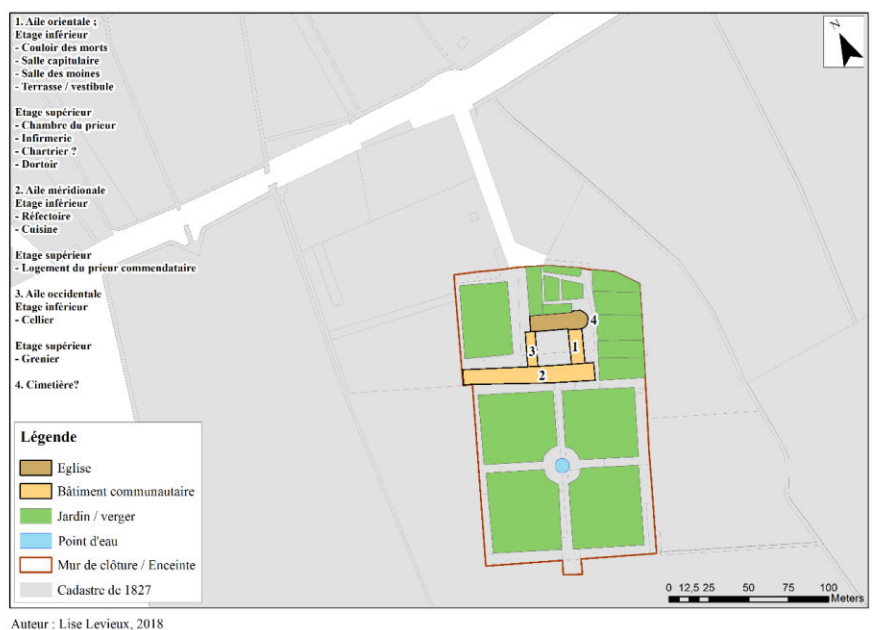 1. Aile orientale ;
Etage inférieur
- Couloir des morts
- Salle capitulaire
- Salle des moines
- Terrasse / vestibule
Etage supérieur
- Chambre du prieur
- Infirmerie
- Chartrier ?
- Dortoir
2. Aile méridionale
Etage inférieur
- Réfectoire
- Cuisine
Etage supérieur
- Logement du prieur commendataire
3. Aile occidentale
Etage inférieur
- Cellier
Etage supérieur
- Grenier
4. Cimetière?
N
4
3
1
2
Légende
Eglise
Bâtiment communautaire
Jardin / verger
Point d'eau
Mur de clôture / Enceinte
Cadastre de 1827
0 12,5 25 50 75 100
Meters
Auteur : Lise Levieux, 2018